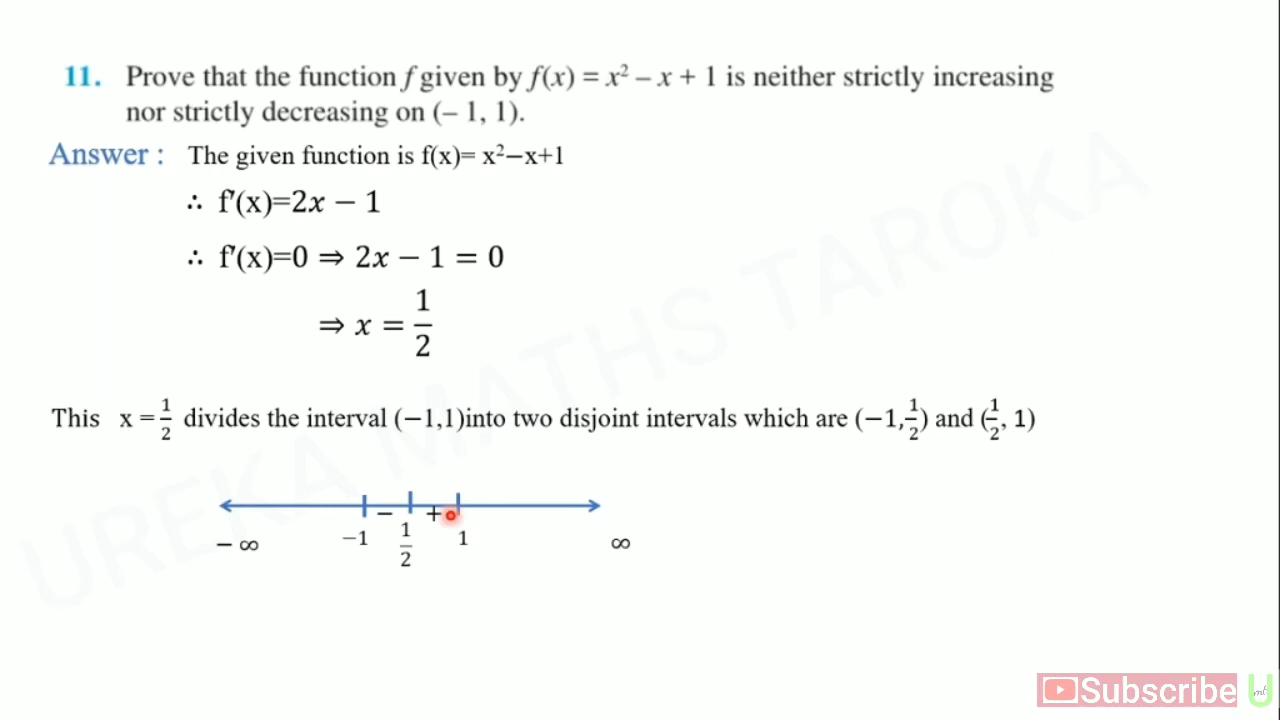 11. Prove that the function f given by f(x) = x² – x + 1 is neither strictly increasing
nor strictly decreasing on (– 1, 1).
Answer : The given function is f(x)= x²−x+1
∴ f'(x)=2x − 1
∴ f'(x)=0 ⇒ 2x − 1 = 0
⇒ x = 1/2
This x = 1/2 divides the interval (−1,1)into two disjoint intervals which are (−1,1/2) and (1/2, 1)
− +
− ∞ −1 1/2 1 ∞
UREKA MATHS TAROKA
Subscribe U